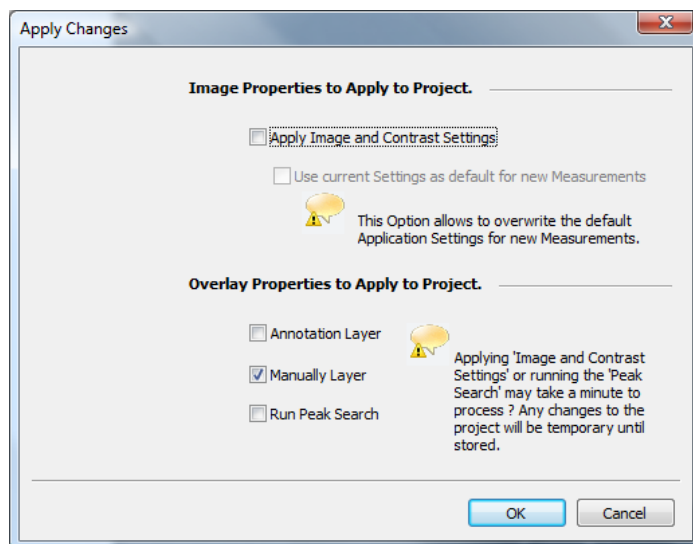 Apply Changes
Image Properties to Apply to Project.
Apply Image and Contrast Settings
Use current Settings as default for new Measurements
This Option allows to overwrite the default
Application Settings for new Measurements.
Overlay Properties to Apply to Project.
Annotation Layer
Manually Layer
Run Peak Search
Applying 'Image and Contrast
Settings' or running the 'Peak
Search' may take a minute to
process ? Any changes to the
project will be temporary until
stored.
OK
Cancel